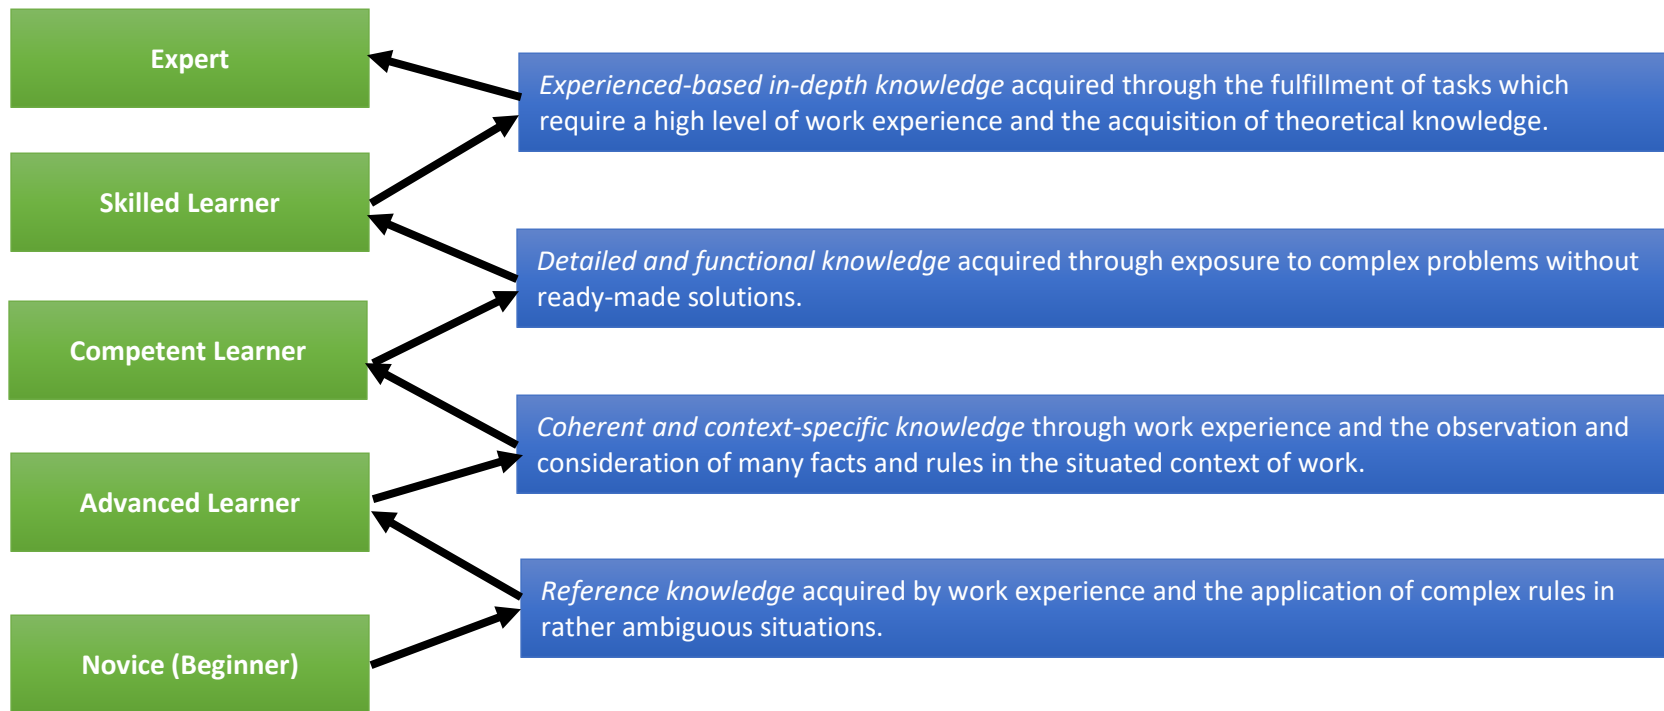 Expert
Experienced-based in-depth knowledge acquired through the fulfillment of tasks which
require a high level of work experience and the acquisition of theoretical knowledge.
Skilled Learner
Detailed and functional knowledge acquired through exposure to complex problems without
ready-made solutions.
Competent Learner
Coherent and context-specific knowledge through work experience and the observation and
consideration of many facts and rules in the situated context of work.
Advanced Learner
Reference knowledge acquired by work experience and the application of complex rules in
rather ambiguous situations.
Novice (Beginner)